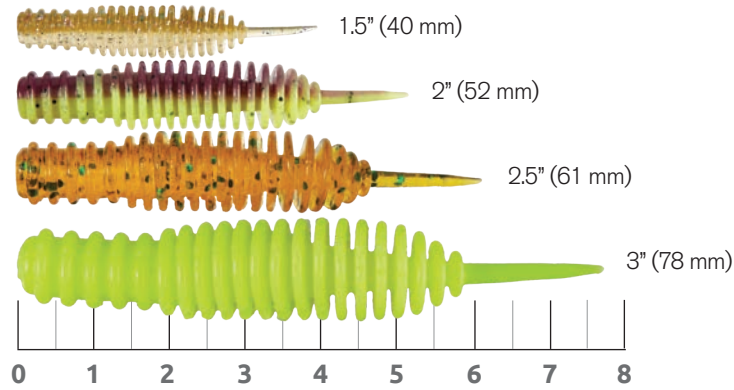 1.5” (40 mm)
2” (52 mm)
2.5” (61 mm)
3” (78 mm)
0 1 2 3 4 5 6 7 8